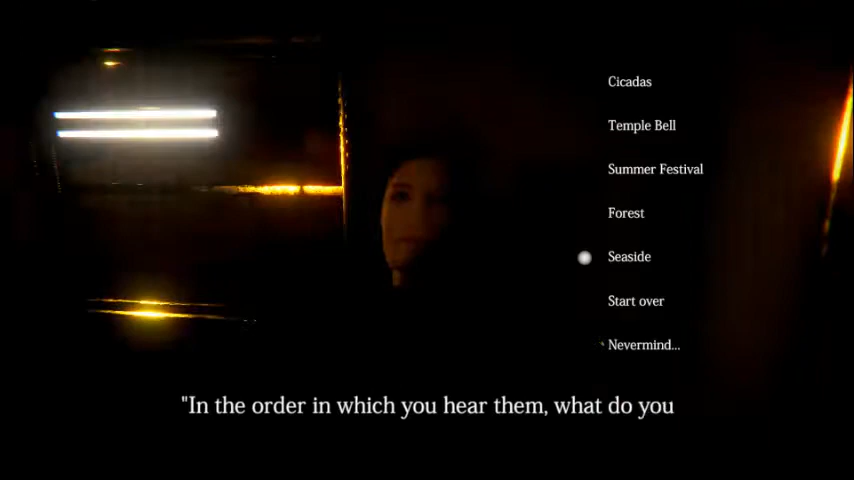 Cicadas
Temple Bell
Summer Festival
Forest
Seaside
Start over
Nevermind...
"In the order in which you hear them, what do you